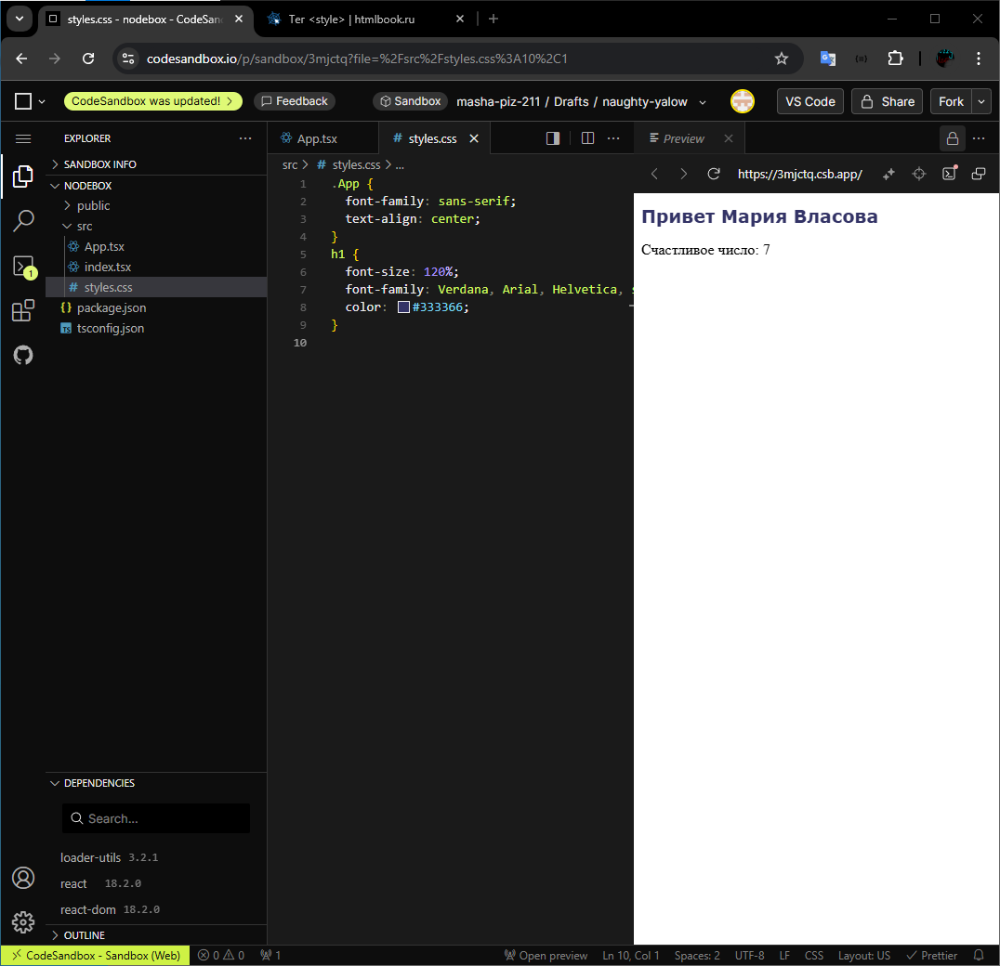 styles.css - nodebox - CodeSan
Тег <style> | htmlbook.ru
codesandbox.io/p/sandbox/3mjctq?file=%2Fsrc%2Fstyles.css%3A10%2C1
CodeSandbox was updated!
Feedback
Sandbox
masha-piz-211 / Drafts / naughty-yalow
VS Code
Share
Fork
EXPLORER
SANDBOX INFO
NODEBOX
public
src
App.tsx
index.tsx
# styles.css
{} package.json
TS tsconfig.json
1
App.tsx
# styles.css
src > # styles.css > ...
1 .App {
2 font-family: sans-serif;
3 text-align: center;
4 }
5 h1 {
6 font-size: 120%;
7 font-family: Verdana, Arial, Helvetica, s
8 color: #333366;
9 }
10
Preview
https://3mjctq.csb.app/
Привет Мария Власова
Счастливое число: 7
DEPENDENCIES
Search...
loader-utils 3.2.1
react 18.2.0
react-dom 18.2.0
OUTLINE
CodeSandbox - Sandbox (Web)
0 0
1
Open preview
Ln 10, Col 1
Spaces: 2
UTF-8
LF
CSS
Layout: US
Prettier